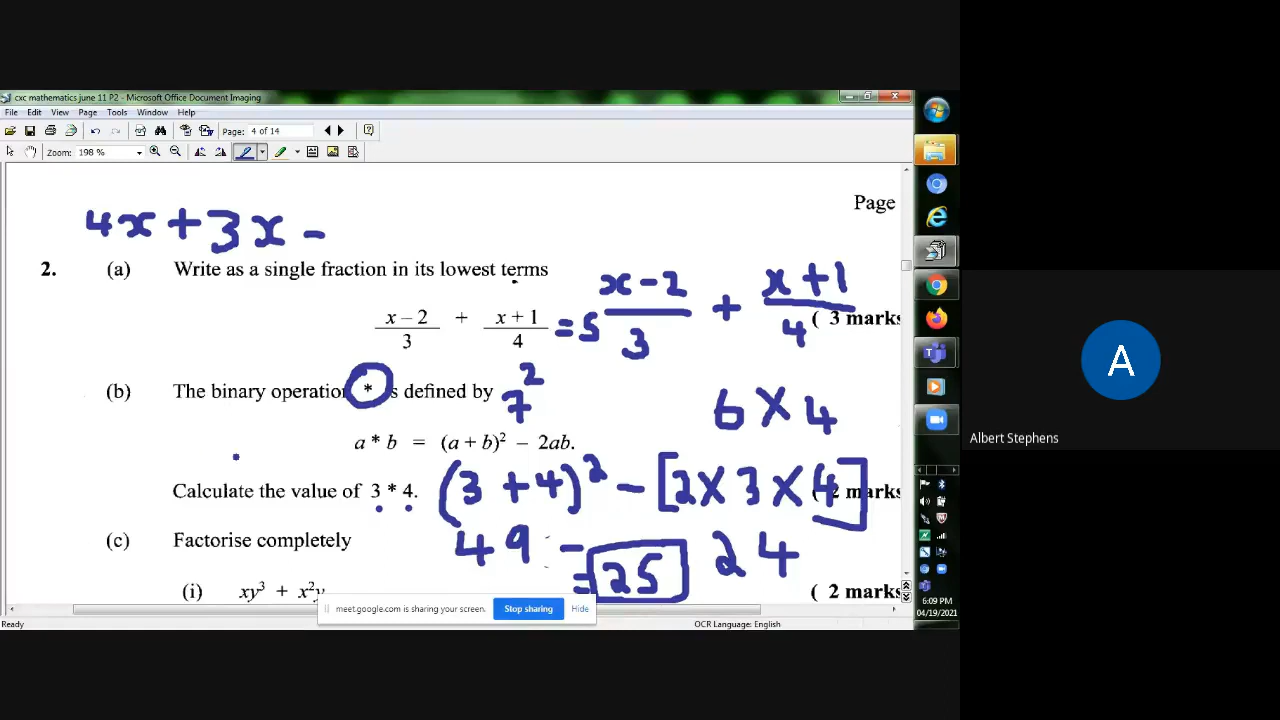 cxc mathematics june 11 P2 - Microsoft Office Document Imaging
File Edit View Page Tools Window Help
Page: 4 of 14
Zoom: 198 %
Page
4x + 3x -
2. (a) Write as a single fraction in its lowest terms
x – 2 / 3 + x + 1 / 4 = 5 x - 2 / 3 + x + 1 / 4
( 3 marks
(b) The binary operation * is defined by 7²
6 × 4
a * b = (a + b)² – 2ab.
Calculate the value of 3 * 4. (3 + 4)² - [2 × 3 × 4] ( 2 marks
49 - 24
(c) Factorise completely
= 25
(i) xy³ + x²y ( 2 marks
meet.google.com is sharing your screen. Stop sharing Hide
Ready OCR Language: English
6:09 PM
04/19/2021
A
Albert Stephens